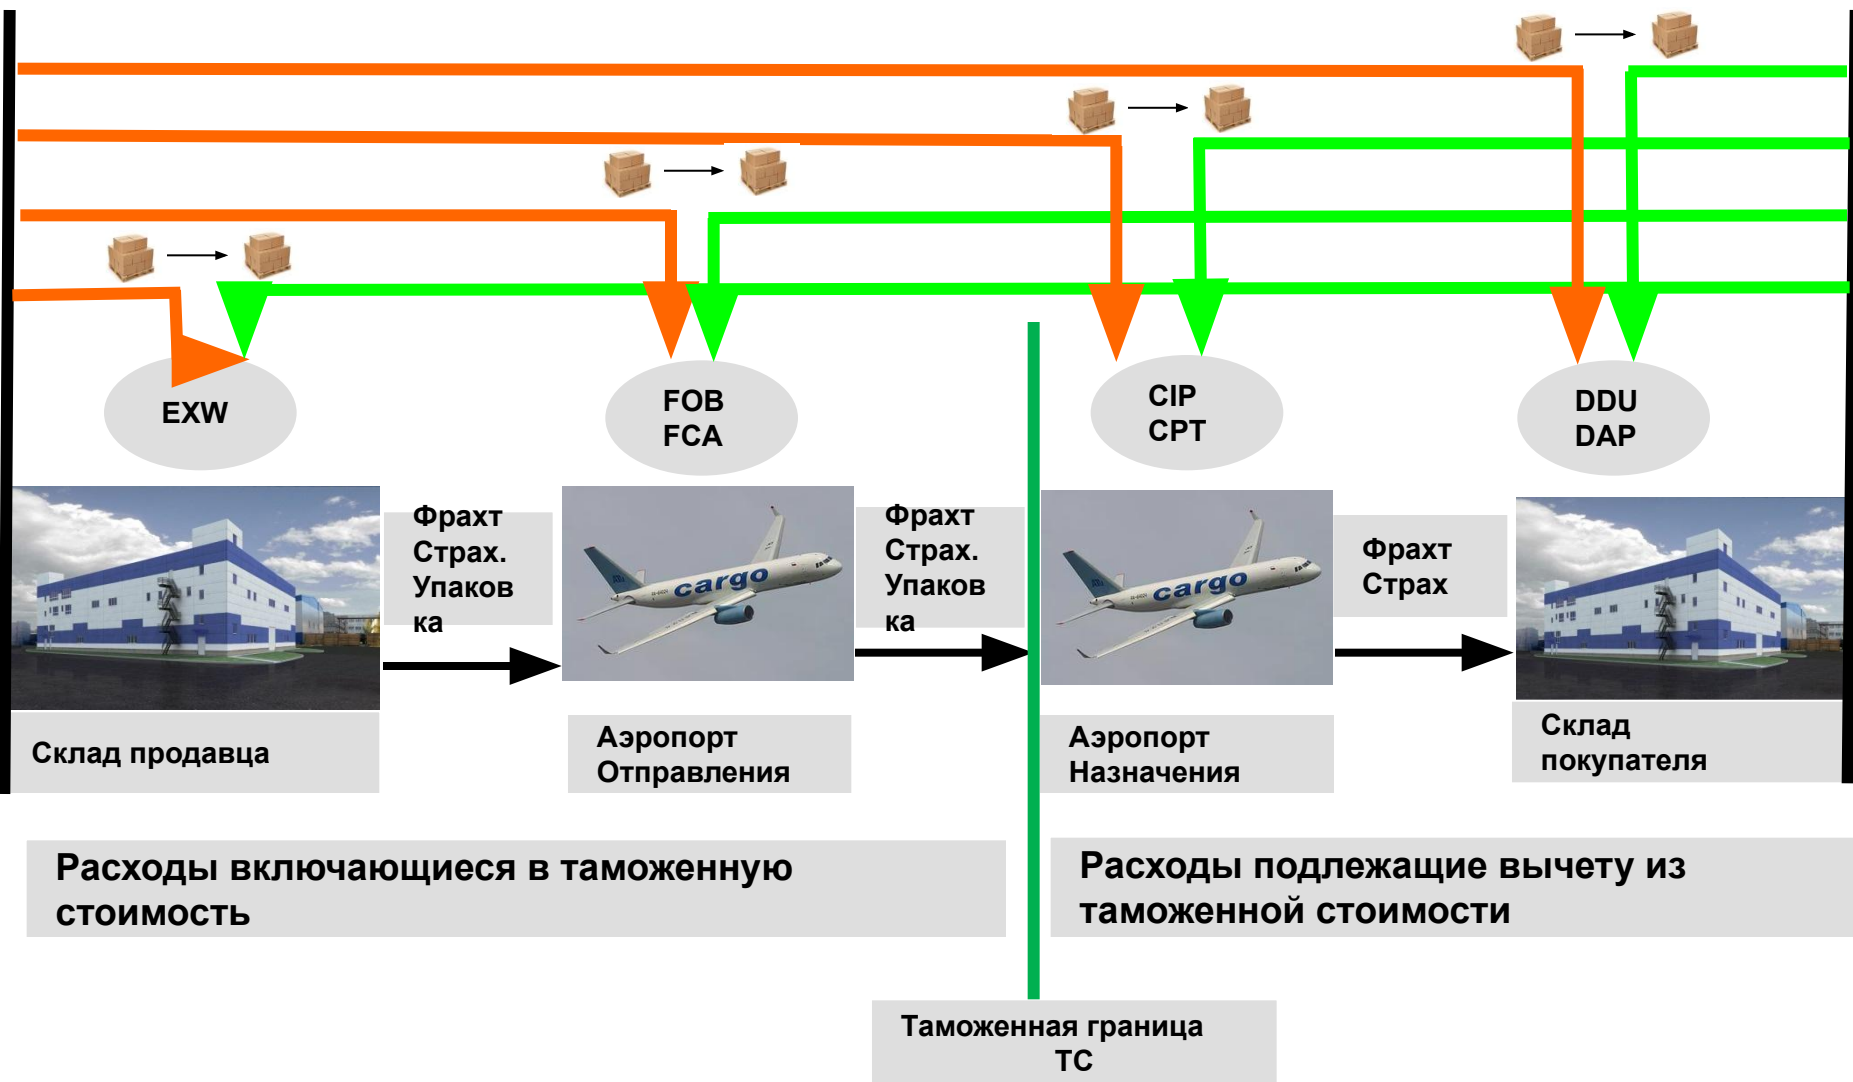 EXW
FOB
FCA
CIP
CPT
DDU
DAP
Фрахт
Страх.
Упаков
ка
Фрахт
Страх.
Упаков
ка
Фрахт
Страх
cargo
cargo
Склад продавца
Аэропорт
Отправления
Аэропорт
Назначения
Склад
покупателя
Расходы включающиеся в таможенную
стоимость
Расходы подлежащие вычету из
таможенной стоимости
Таможенная граница
ТС